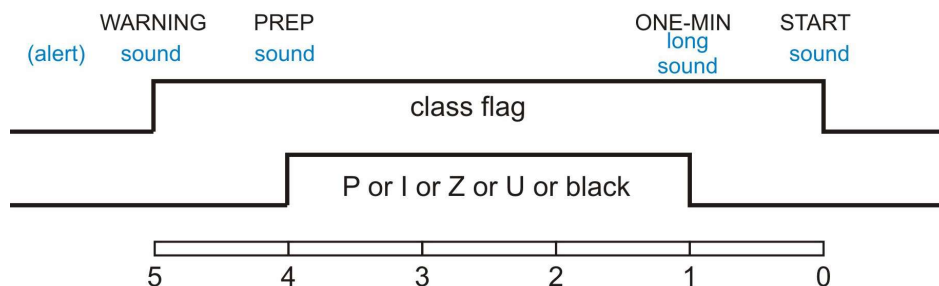 WARNING PREP ONE-MIN START
(alert) sound sound long sound sound
class flag
P or I or Z or U or black
5 4 3 2 1 0